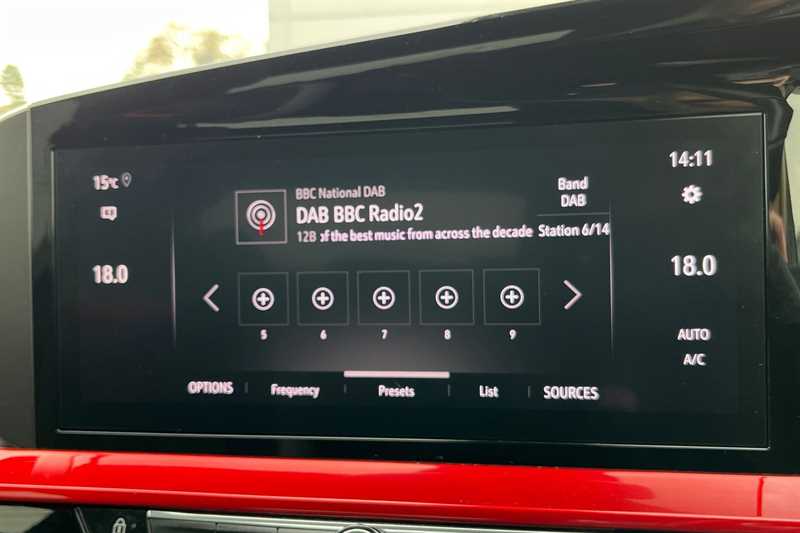 15°C
18.0
BBC National DAB
DAB BBC Radio2
12B of the best music from across the decade
Band
DAB
Station 6/14
14:11
18.0
AUTO
A/C
5 6 7 8 9
OPTIONS Frequency Presets List SOURCES